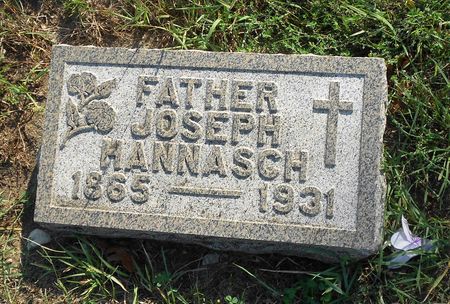 FATHER
JOSEPH
HANNASCH
1865 — 1931